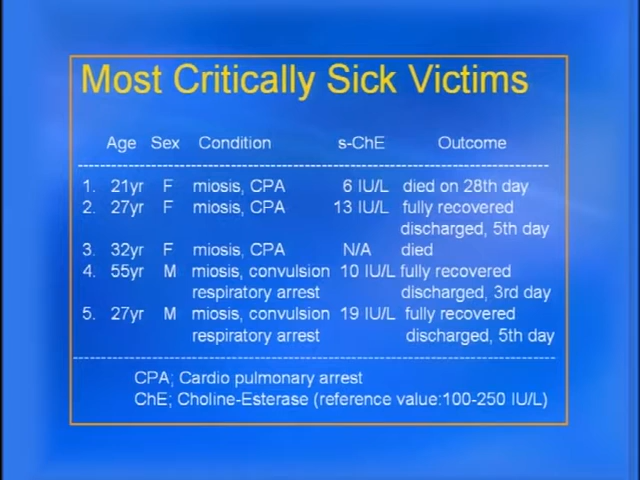 Most Critically Sick Victims
Age Sex Condition s-ChE Outcome
1. 21yr F miosis, CPA 6 IU/L died on 28th day
2. 27yr F miosis, CPA 13 IU/L fully recovered
discharged, 5th day
3. 32yr F miosis, CPA N/A died
4. 55yr M miosis, convulsion 10 IU/L fully recovered
respiratory arrest discharged, 3rd day
5. 27yr M miosis, convulsion 19 IU/L fully recovered
respiratory arrest discharged, 5th day
CPA; Cardio pulmonary arrest
ChE; Choline-Esterase (reference value:100-250 IU/L)